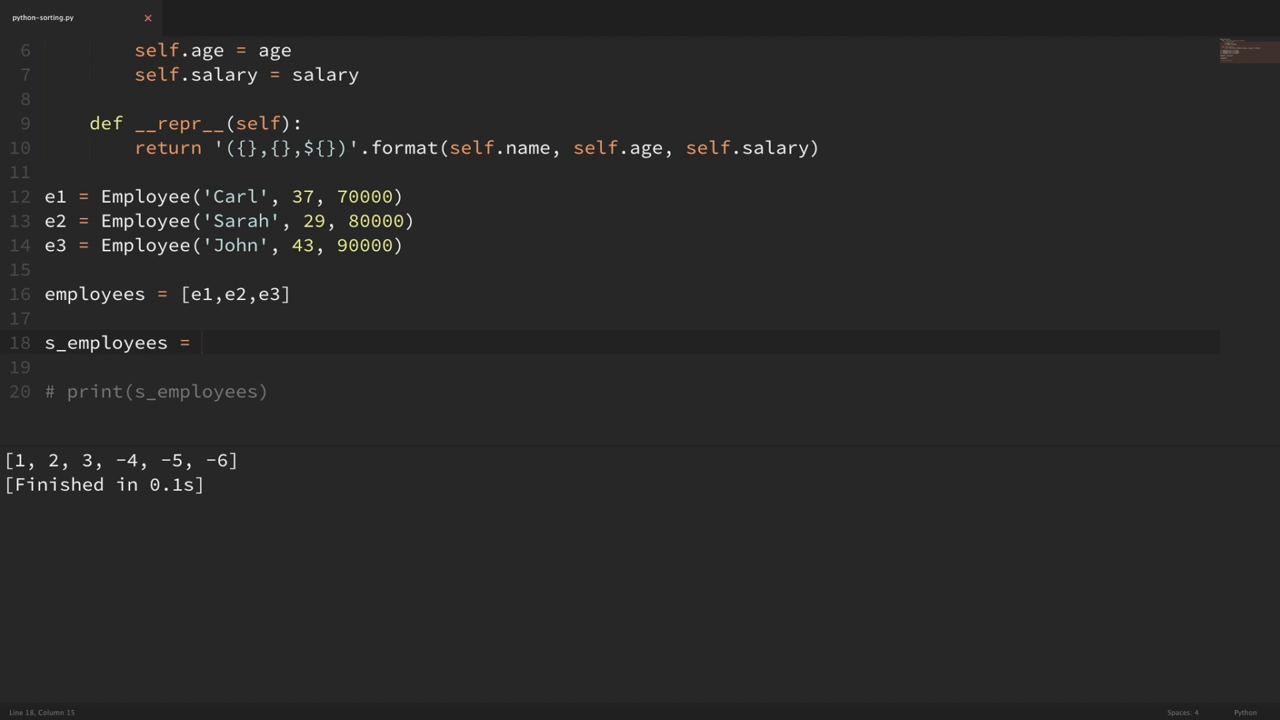 python-sorting.py ×
6 self.age = age
7 self.salary = salary
8
9 def __repr__(self):
10 return '({},{},${})'.format(self.name, self.age, self.salary)
11
12 e1 = Employee('Carl', 37, 70000)
13 e2 = Employee('Sarah', 29, 80000)
14 e3 = Employee('John', 43, 90000)
15
16 employees = [e1,e2,e3]
17
18 s_employees =
19
20 # print(s_employees)
[1, 2, 3, -4, -5, -6]
[Finished in 0.1s]
Line 18, Column 15 Spaces: 4 Python